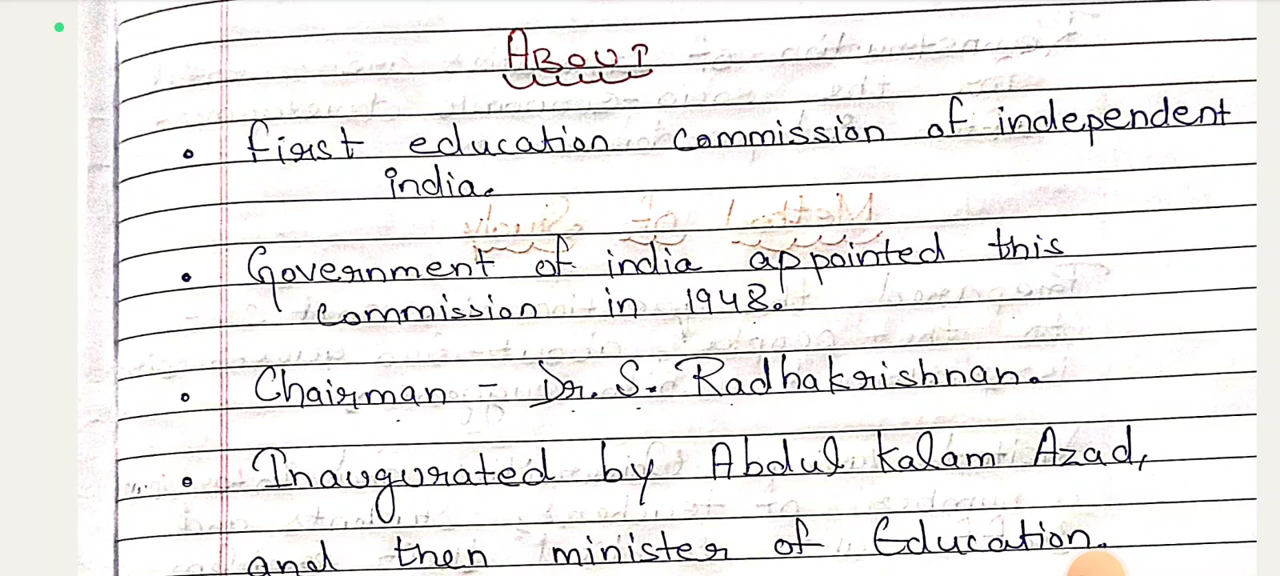 ABOUT
• first education commission of independent
india.
• Government of india appointed this
commission in 1948.
• Chairman - Dr. S. Radhakrishnan.
• Inaugurated by Abdul kalam Azad,
and then minister of Education.